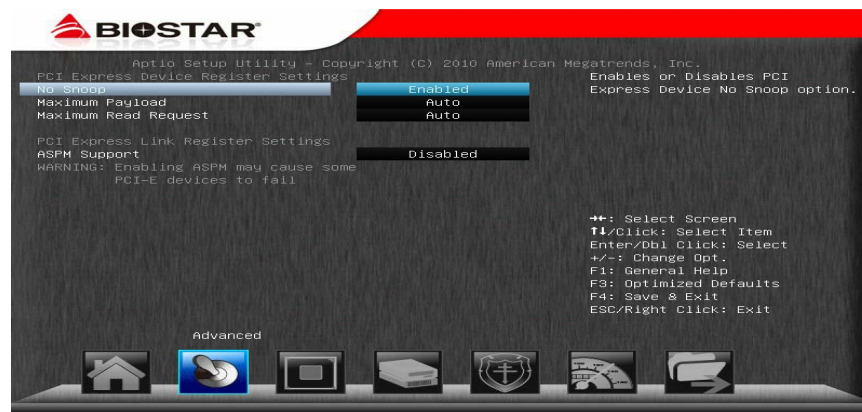 BIOSTAR®
Aptio Setup Utility - Copyright (C) 2010 American Megatrends, Inc.
PCI Express Device Register Settings
No Snoop Enabled
Maximum Payload Auto
Maximum Read Request Auto
PCI Express Link Register Settings
ASPM Support Disabled
WARNING: Enabling ASPM may cause some
PCI-E devices to fail
Enables or Disables PCI
Express Device No Snoop option.
→←: Select Screen
↑↓/Click: Select Item
Enter/Dbl Click: Select
+/-: Change Opt.
F1: General Help
F3: Optimized Defaults
F4: Save & Exit
ESC/Right Click: Exit
Advanced